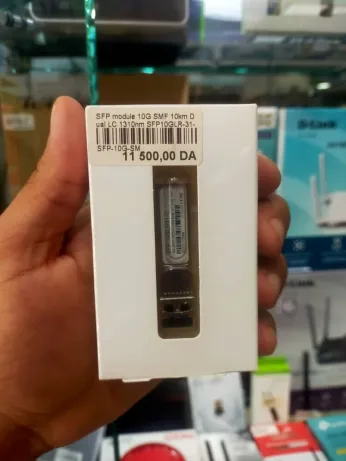 SFP module 10G SMF 10km D
ual LC 1310nm SFP10GLR-31-
SFP-10G-SM
11 500,00 DA
D-Link